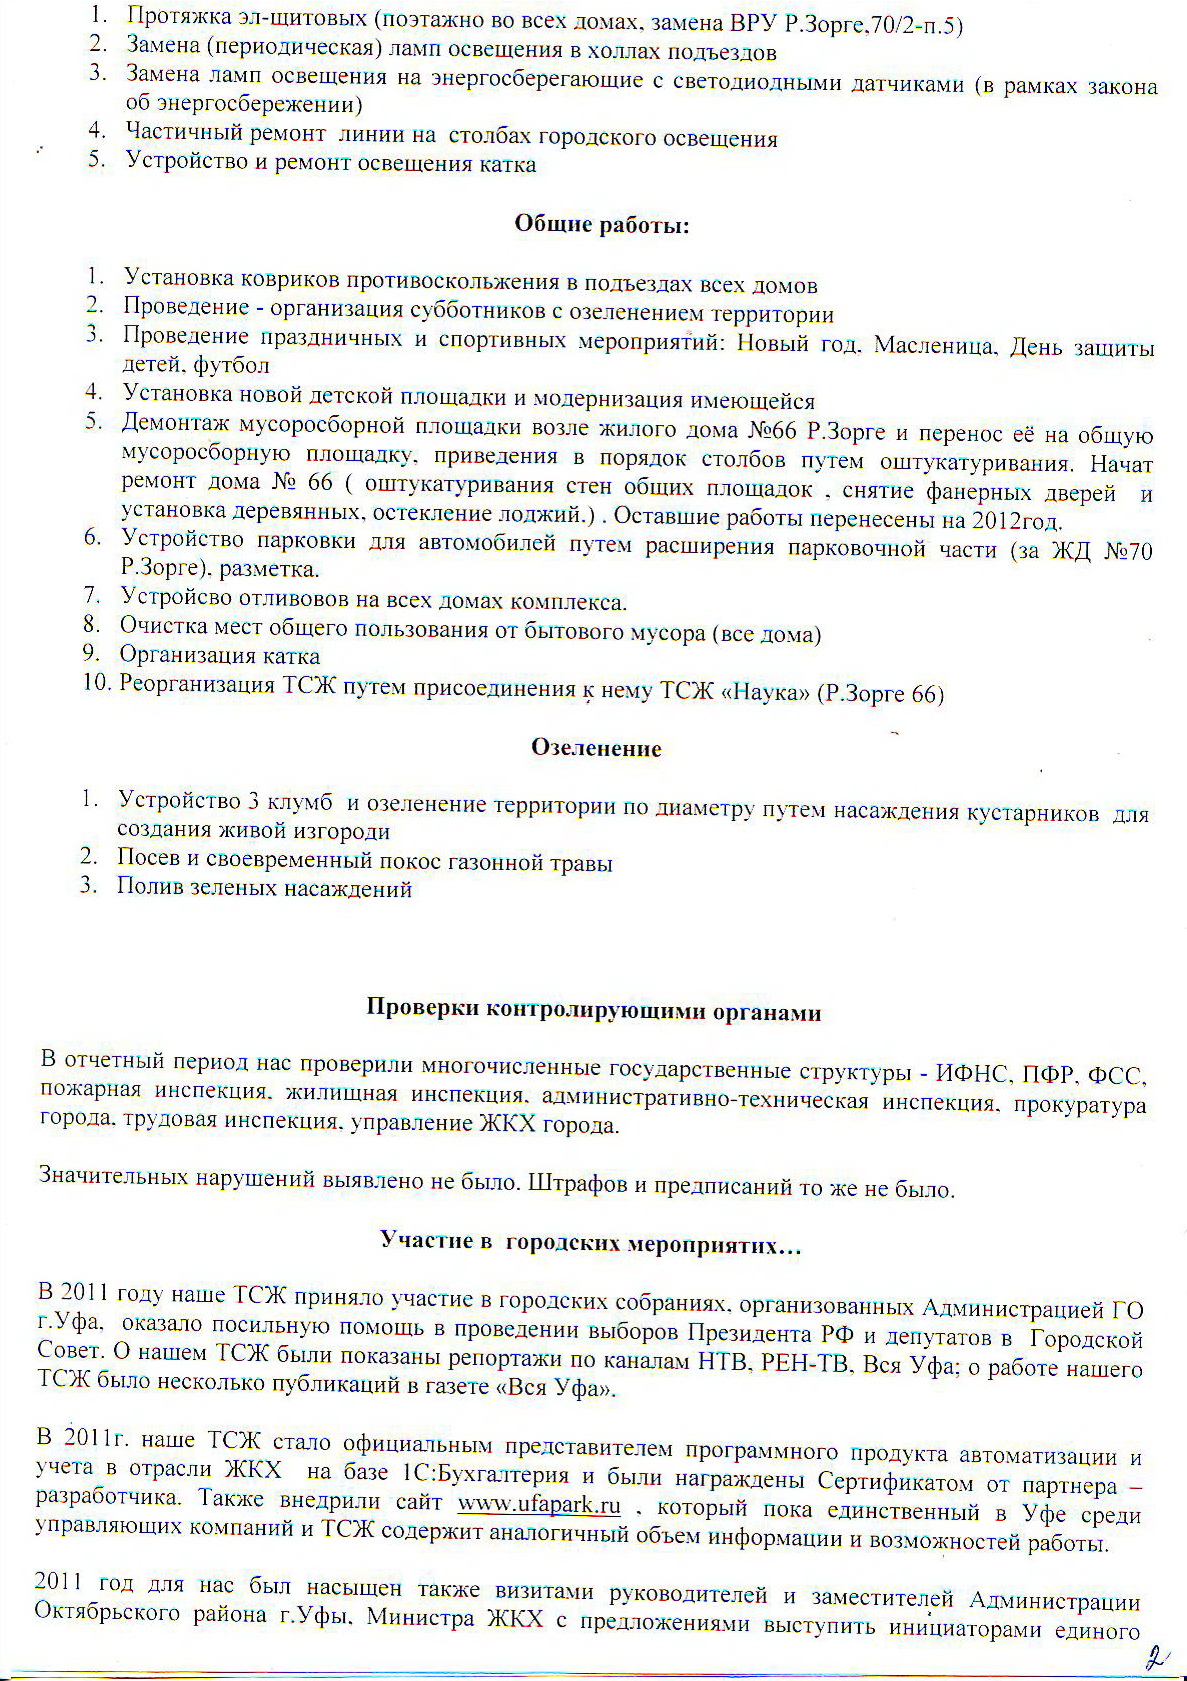 1. Протяжка эл-щитовых (поэтажно во всех домах, замена ВРУ Р.Зорге,70/2-п.5)
2. Замена (периодическая) ламп освещения в холлах подъездов
3. Замена ламп освещения на энергосберегающие с светодиодными датчиками (в рамках закона
об энергосбережении)
4. Частичный ремонт линии на столбах городского освещения
5. Устройство и ремонт освещения катка
Общие работы:
1. Установка ковриков противоскольжения в подъездах всех домов
2. Проведение - организация субботников с озеленением территории
3. Проведение праздничных и спортивных мероприятий: Новый год, Масленица, День защиты
детей, футбол
4. Установка новой детской площадки и модернизация имеющейся
5. Демонтаж мусоросборной площадки возле жилого дома №66 Р.Зорге и перенос её на общую
мусоросборную площадку, приведения в порядок столбов путем оштукатуривания. Начат
ремонт дома № 66 ( оштукатуривания стен общих площадок , снятие фанерных дверей и
установка деревянных, остекление лоджий.) . Оставшие работы перенесены на 2012год.
6. Устройство парковки для автомобилей путем расширения парковочной части (за ЖД №70
Р.Зорге), разметка.
7. Устройсво отливовов на всех домах комплекса.
8. Очистка мест общего пользования от бытового мусора (все дома)
9. Организация катка
10. Реорганизация ТСЖ путем присоединения к нему ТСЖ «Наука» (Р.Зорге 66)
Озеленение
1. Устройство 3 клумб и озеленение территории по диаметру путем насаждения кустарников для
создания живой изгороди
2. Посев и своевременный покос газонной травы
3. Полив зеленых насаждений
Проверки контролирующими органами
В отчетный период нас проверили многочисленные государственные структуры - ИФНС, ПФР, ФСС,
пожарная инспекция, жилищная инспекция, административно-техническая инспекция, прокуратура
города, трудовая инспекция, управление ЖКХ города.
Значительных нарушений выявлено не было. Штрафов и предписаний то же не было.
Участие в городских мероприятих…
В 2011 году наше ТСЖ приняло участие в городских собраниях, организованных Администрацией ГО
г.Уфа, оказало посильную помощь в проведении выборов Президента РФ и депутатов в Городской
Совет. О нашем ТСЖ были показаны репортажи по каналам НТВ, РЕН-ТВ, Вся Уфа; о работе нашего
ТСЖ было несколько публикаций в газете «Вся Уфа».
В 2011г. наше ТСЖ стало официальным представителем программного продукта автоматизации и
учета в отрасли ЖКХ на базе 1С:Бухгалтерия и были награждены Сертификатом от партнера –
разработчика. Также внедрили сайт www.ufapark.ru , который пока единственный в Уфе среди
управляющих компаний и ТСЖ содержит аналогичный объем информации и возможностей работы.
2011 год для нас был насыщен также визитами руководителей и заместителей Администрации
Октябрьского района г.Уфы, Министра ЖКХ с предложениями выступить инициаторами единого
2